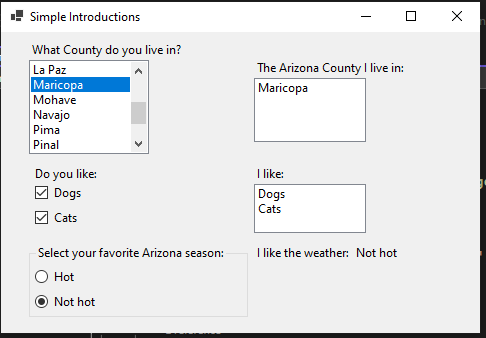 Simple Introductions
What County do you live in?
La Paz
Maricopa
Mohave
Navajo
Pima
Pinal
The Arizona County I live in:
Maricopa
Do you like:
Dogs
Cats
I like:
Dogs
Cats
Select your favorite Arizona season:
Hot
Not hot
I like the weather: Not hot